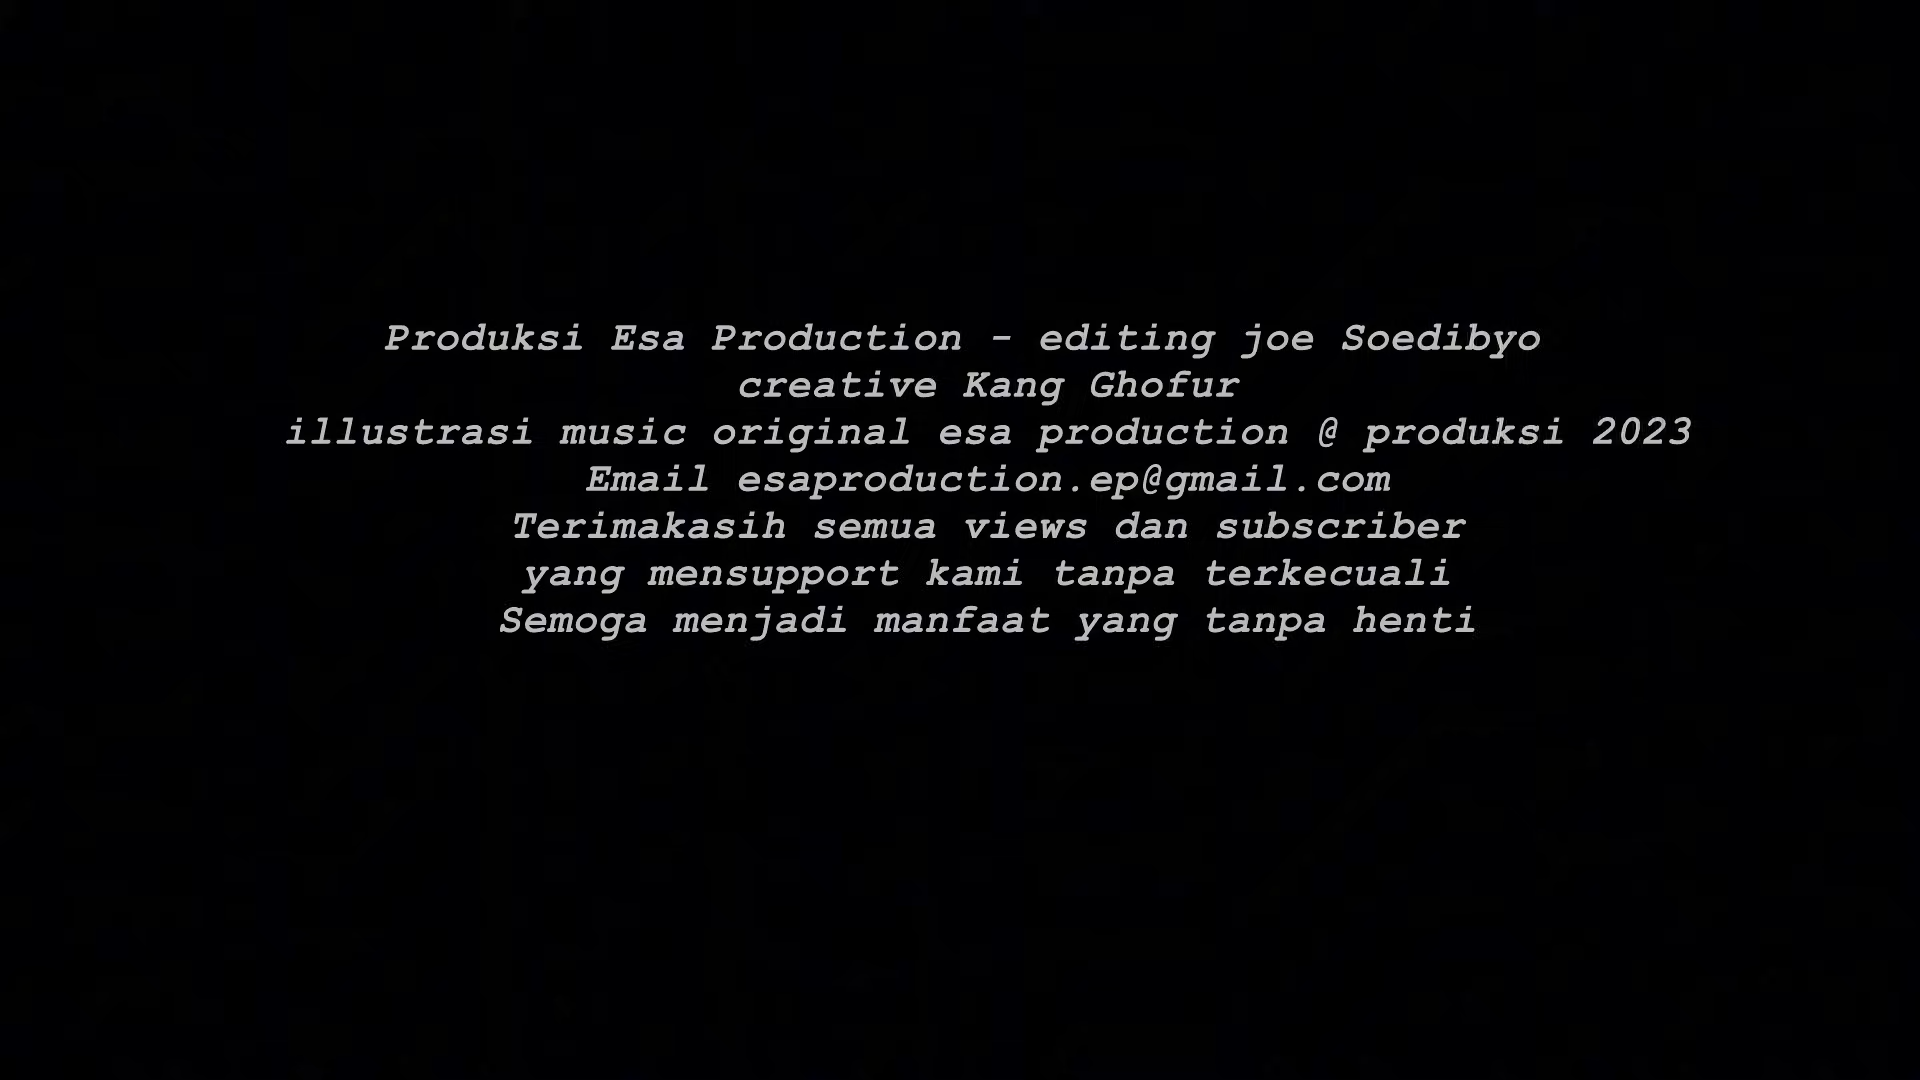 Produksi Esa Production - editing joe Soedibyo
creative Kang Ghofur
illustrasi music original esa production @ produksi 2023
Email esaproduction.ep@gmail.com
Terimakasih semua views dan subscriber
yang mensupport kami tanpa terkecuali
Semoga menjadi manfaat yang tanpa henti